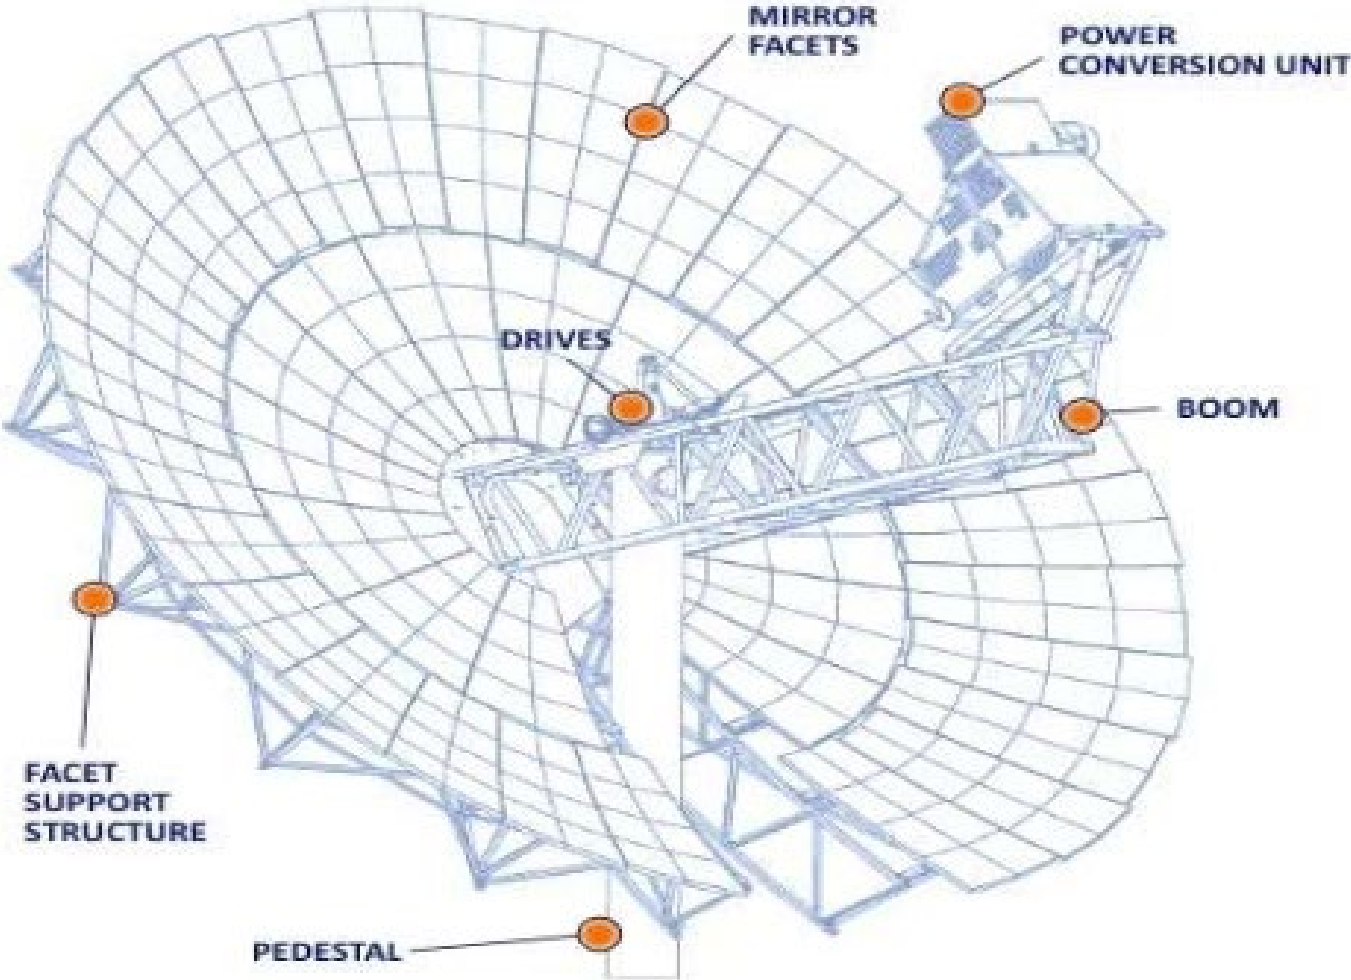 MIRROR
FACETS
POWER
CONVERSION UNIT
DRIVES
BOOM
FACET
SUPPORT
STRUCTURE
PEDESTAL